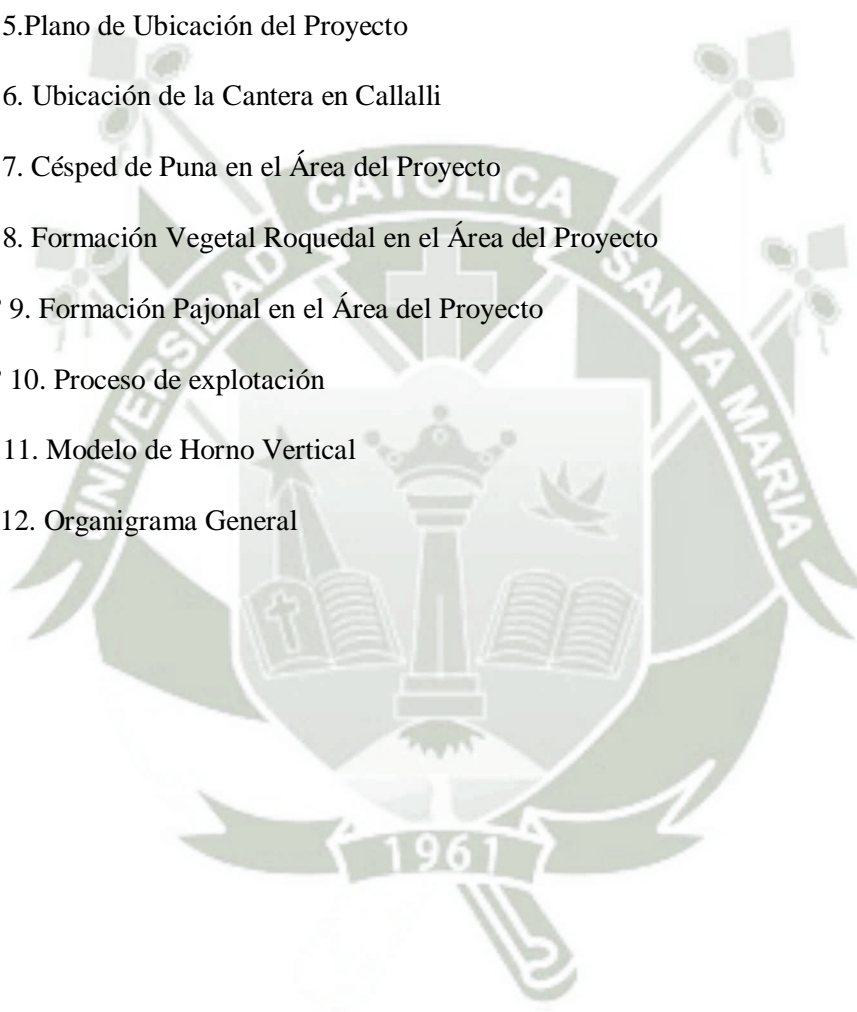 5.Plano de Ubicación del Proyecto
6. Ubicación de la Cantera en Callalli
7. Césped de Puna en el Área del Proyecto
8. Formación Vegetal Roquedal en el Área del Proyecto
9. Formación Pajonal en el Área del Proyecto
10. Proceso de explotación
11. Modelo de Horno Vertical
12. Organigrama General
UNIVERSIDAD CATOLICA SANTA MARIA
1961